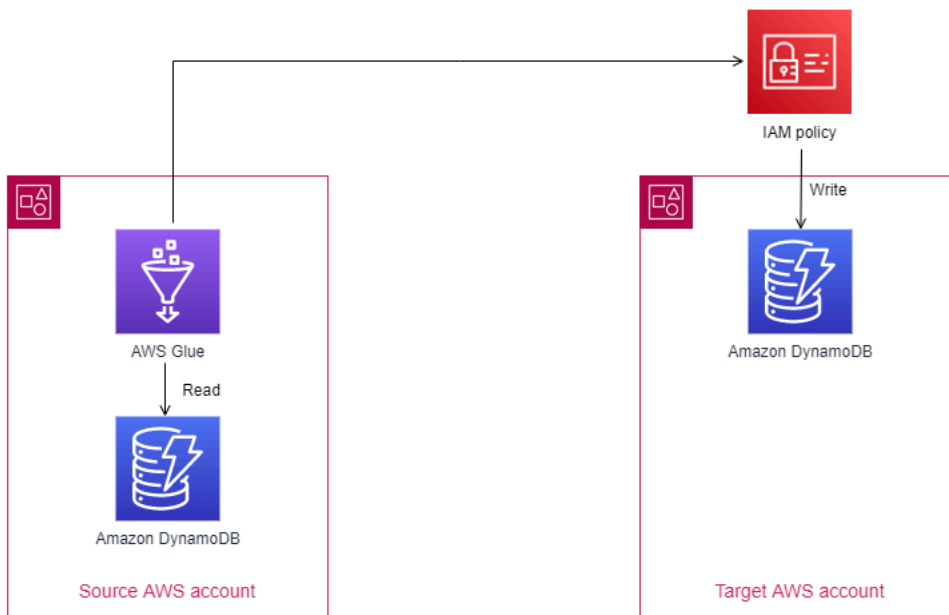 IAM policy
Write
AWS Glue
Amazon DynamoDB
Read
Amazon DynamoDB
Source AWS account
Target AWS account